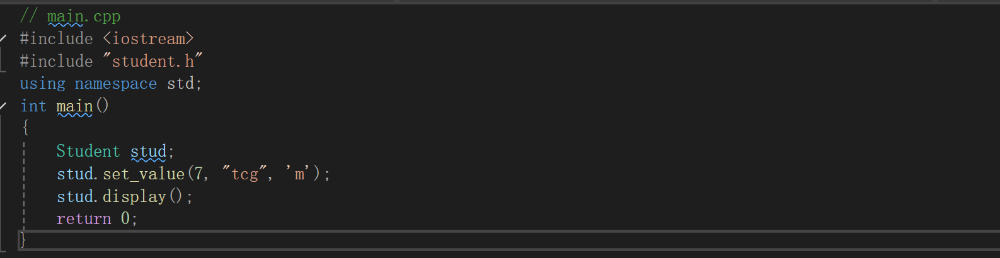 // main.cpp
#include <iostream>
#include "student.h"
using namespace std;
int main()
{
Student stud;
stud.set_value(7, "tcg", 'm');
stud.display();
return 0;
}